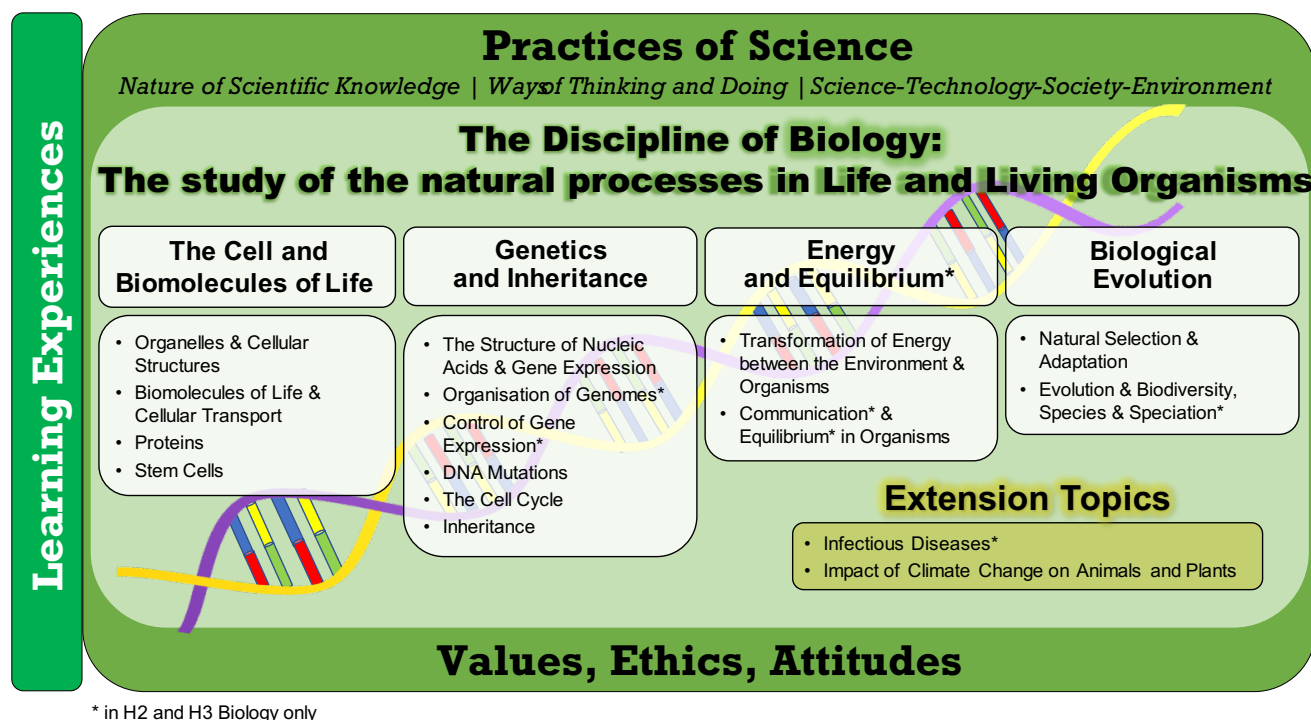 Learning Experiences
Practices of Science
Nature of Scientific Knowledge | Ways of Thinking and Doing | Science-Technology-Society-Environment
The Discipline of Biology:
The study of the natural processes in Life and Living Organisms
The Cell and
Biomolecules of Life
• Organelles & Cellular
Structures
• Biomolecules of Life &
Cellular Transport
• Proteins
• Stem Cells
Genetics
and Inheritance
• The Structure of Nucleic
Acids & Gene Expression
• Organisation of Genomes*
• Control of Gene
Expression*
• DNA Mutations
• The Cell Cycle
• Inheritance
Energy
and Equilibrium*
• Transformation of Energy
between the Environment &
Organisms
• Communication* &
Equilibrium* in Organisms
Biological
Evolution
• Natural Selection &
Adaptation
• Evolution & Biodiversity,
Species & Speciation*
Extension Topics
• Infectious Diseases*
• Impact of Climate Change on Animals and Plants
Values, Ethics, Attitudes
* in H2 and H3 Biology only